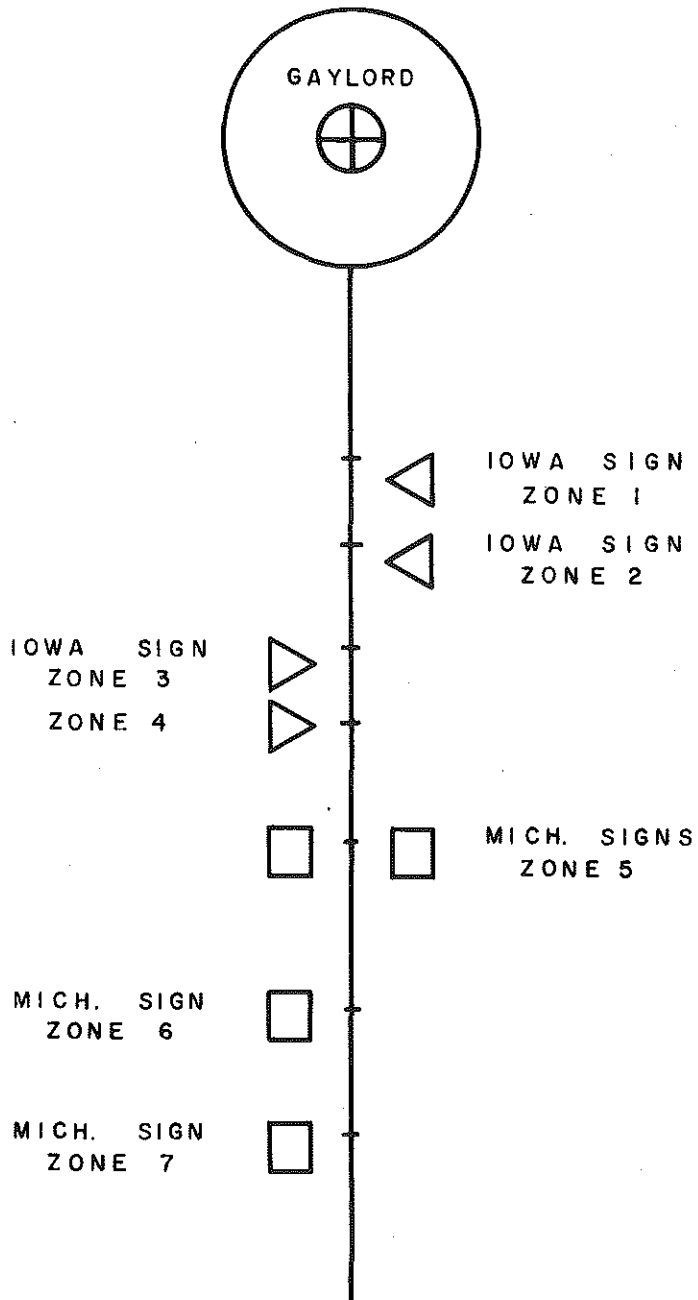 GAYLORD
IOWA SIGN
ZONE 1
IOWA SIGN
ZONE 2
IOWA SIGN
ZONE 3
ZONE 4
MICH. SIGNS
ZONE 5
MICH. SIGN
ZONE 6
MICH. SIGN
ZONE 7